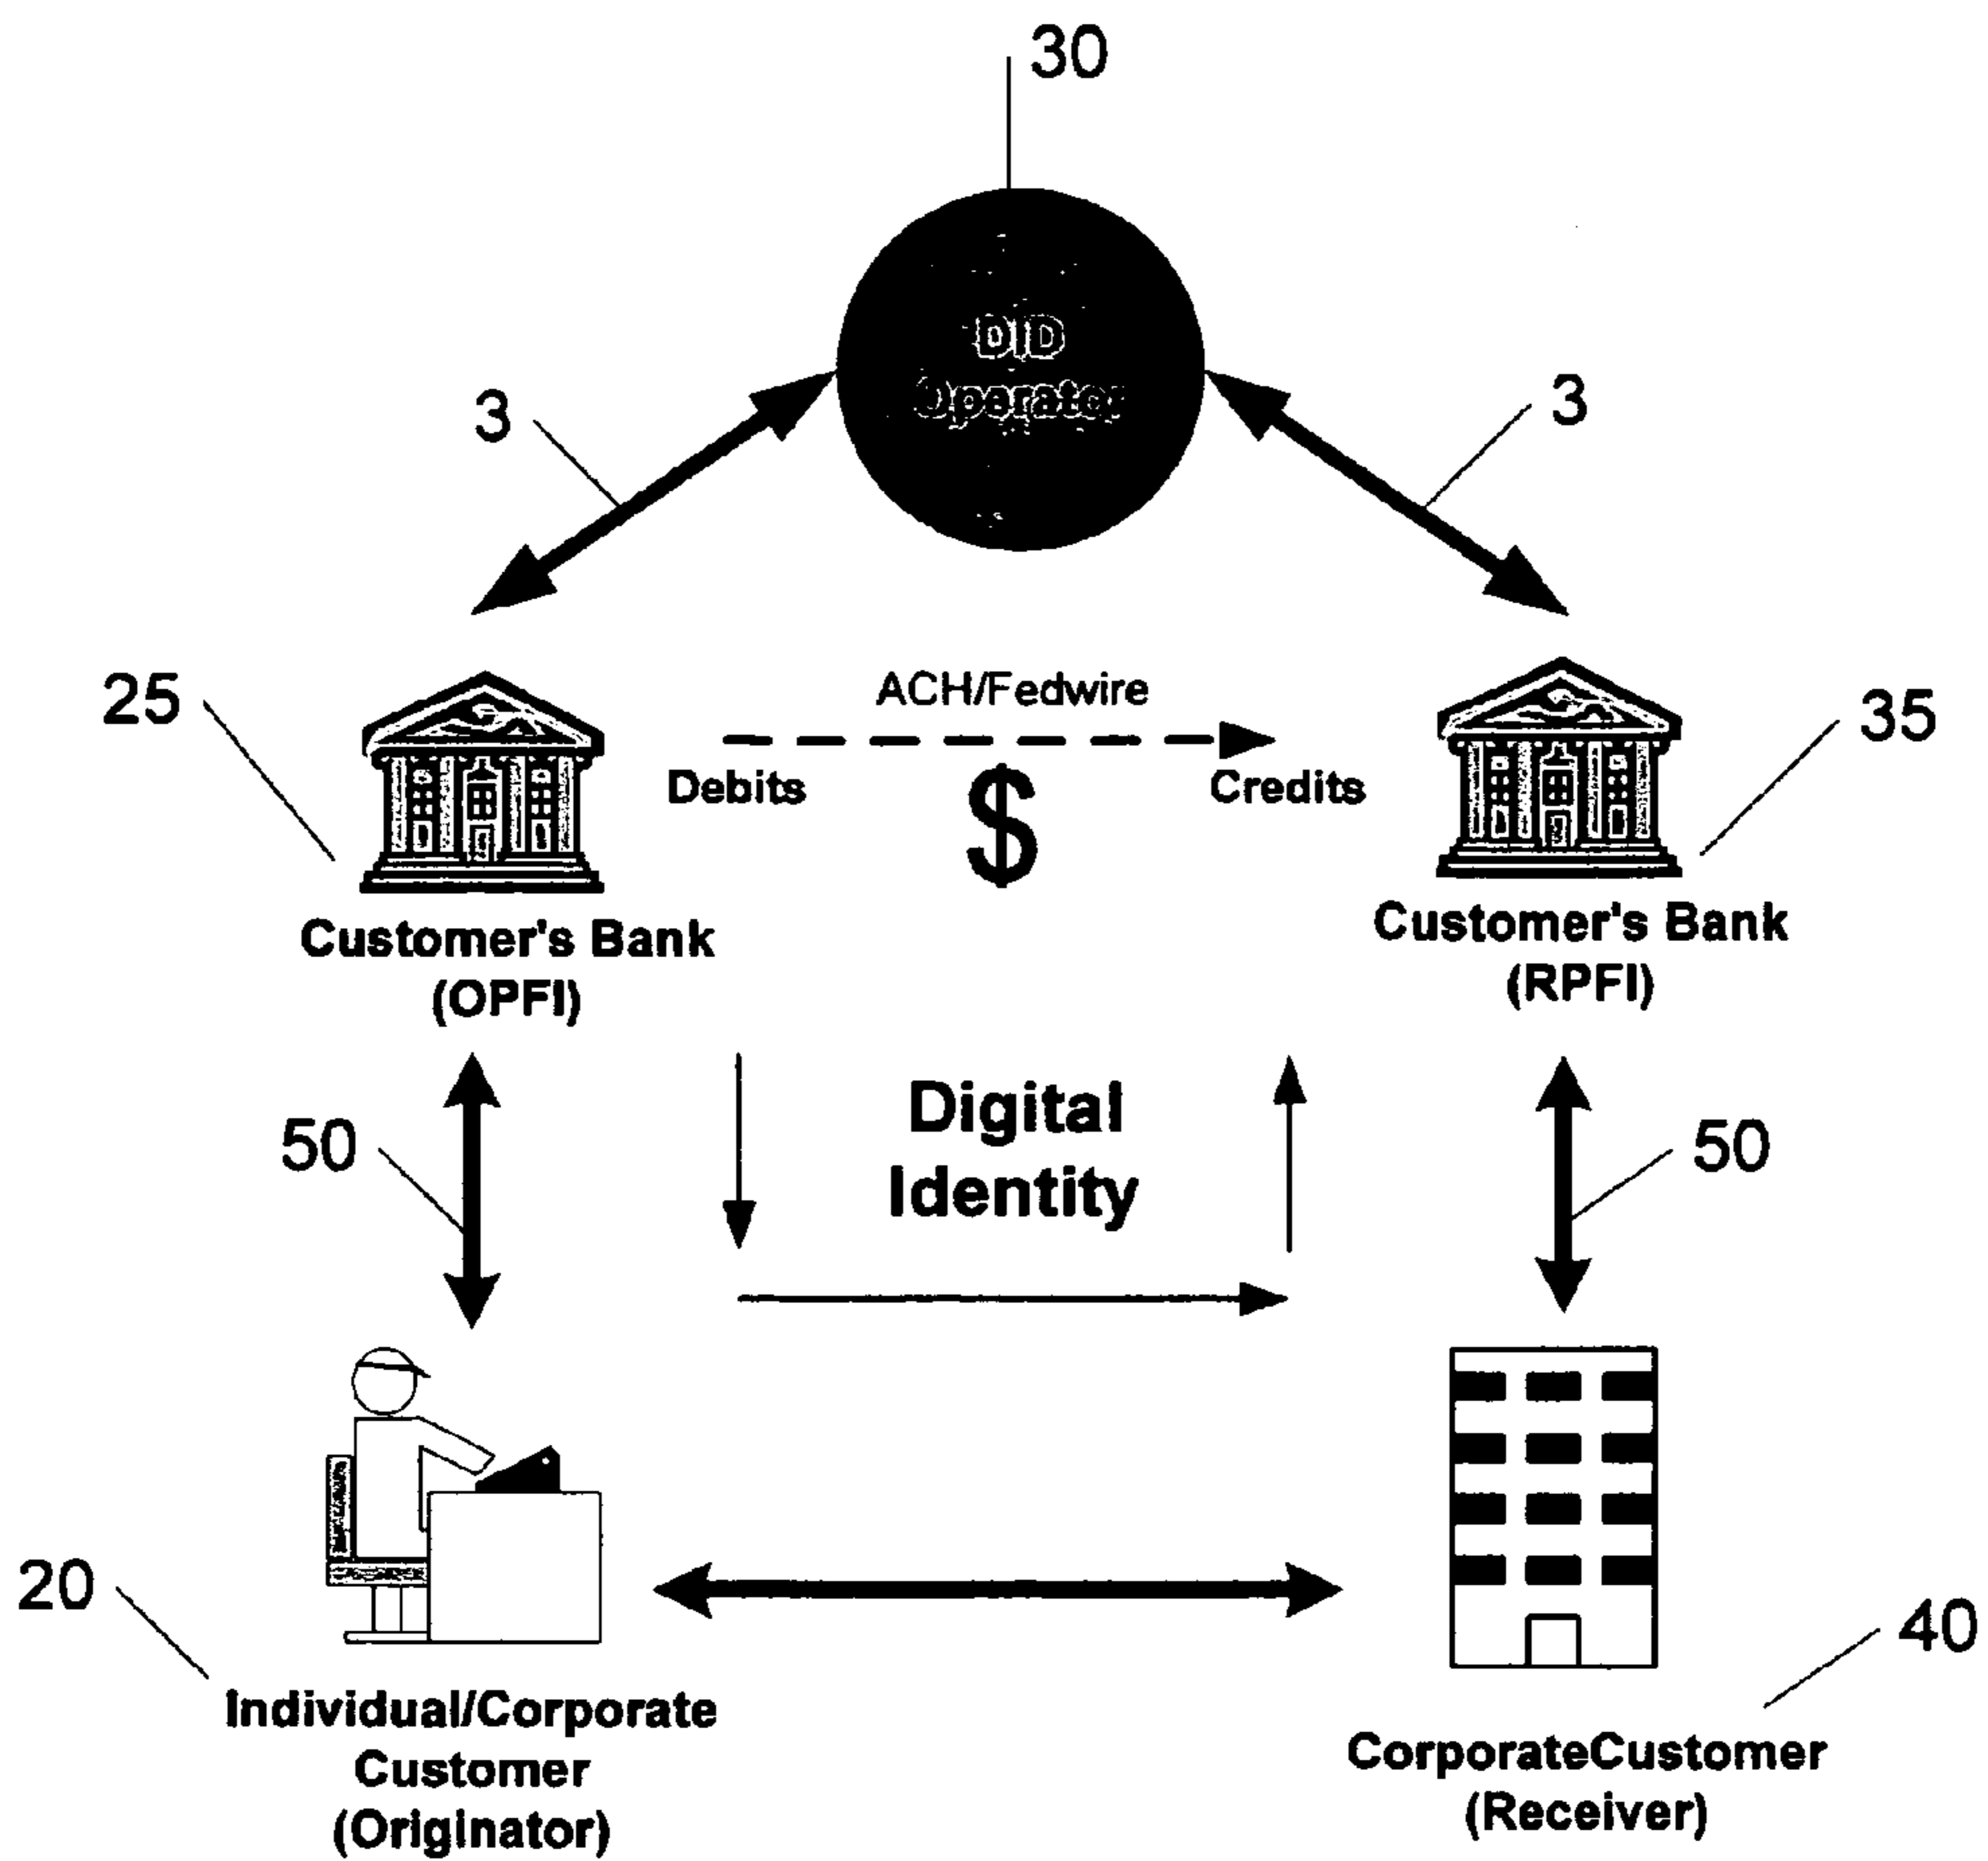 30
DID
Operator
3
3
25
ACH/Fedwire
35
Debits
$
Credits
Customer's Bank
(OPFI)
Customer's Bank
(RPFI)
50
Digital
Identity
50
20
40
Individual/Corporate
Customer
(Originator)
CorporateCustomer
(Receiver)